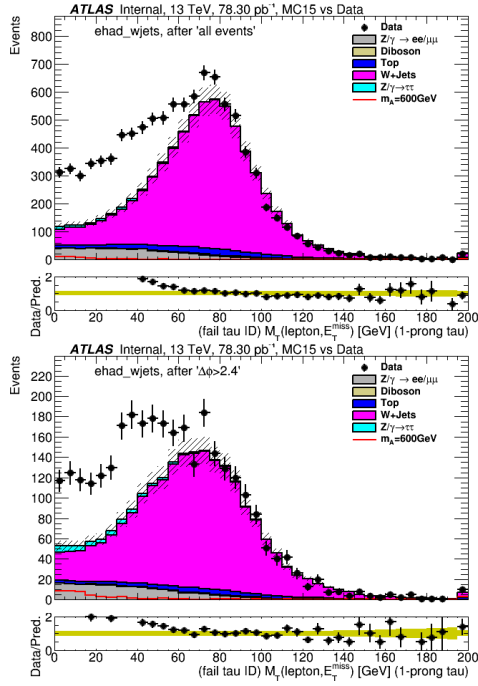 ATLAS Internal, 13 TeV, 78.30 pb⁻¹, MC15 vs Data
Events
ehad_wjets, after 'all events'
Data
Z/γ → ee/μμ
Diboson
Top
W+Jets
Z/γ→ττ
m_A=600GeV
800
700
600
500
400
300
200
100
0
Data/Pred.
2
1
0
0 20 40 60 80 100 120 140 160 180 200
(fail tau ID) M_T(lepton,E_T^miss) [GeV] (1-prong tau)
ATLAS Internal, 13 TeV, 78.30 pb⁻¹, MC15 vs Data
Events
ehad_wjets, after 'Δϕ>2.4'
Data
Z/γ → ee/μμ
Diboson
Top
W+Jets
Z/γ→ττ
m_A=600GeV
220
200
180
160
140
120
100
80
60
40
20
0
Data/Pred.
2
1
0
0 20 40 60 80 100 120 140 160 180 200
(fail tau ID) M_T(lepton,E_T^miss) [GeV] (1-prong tau)